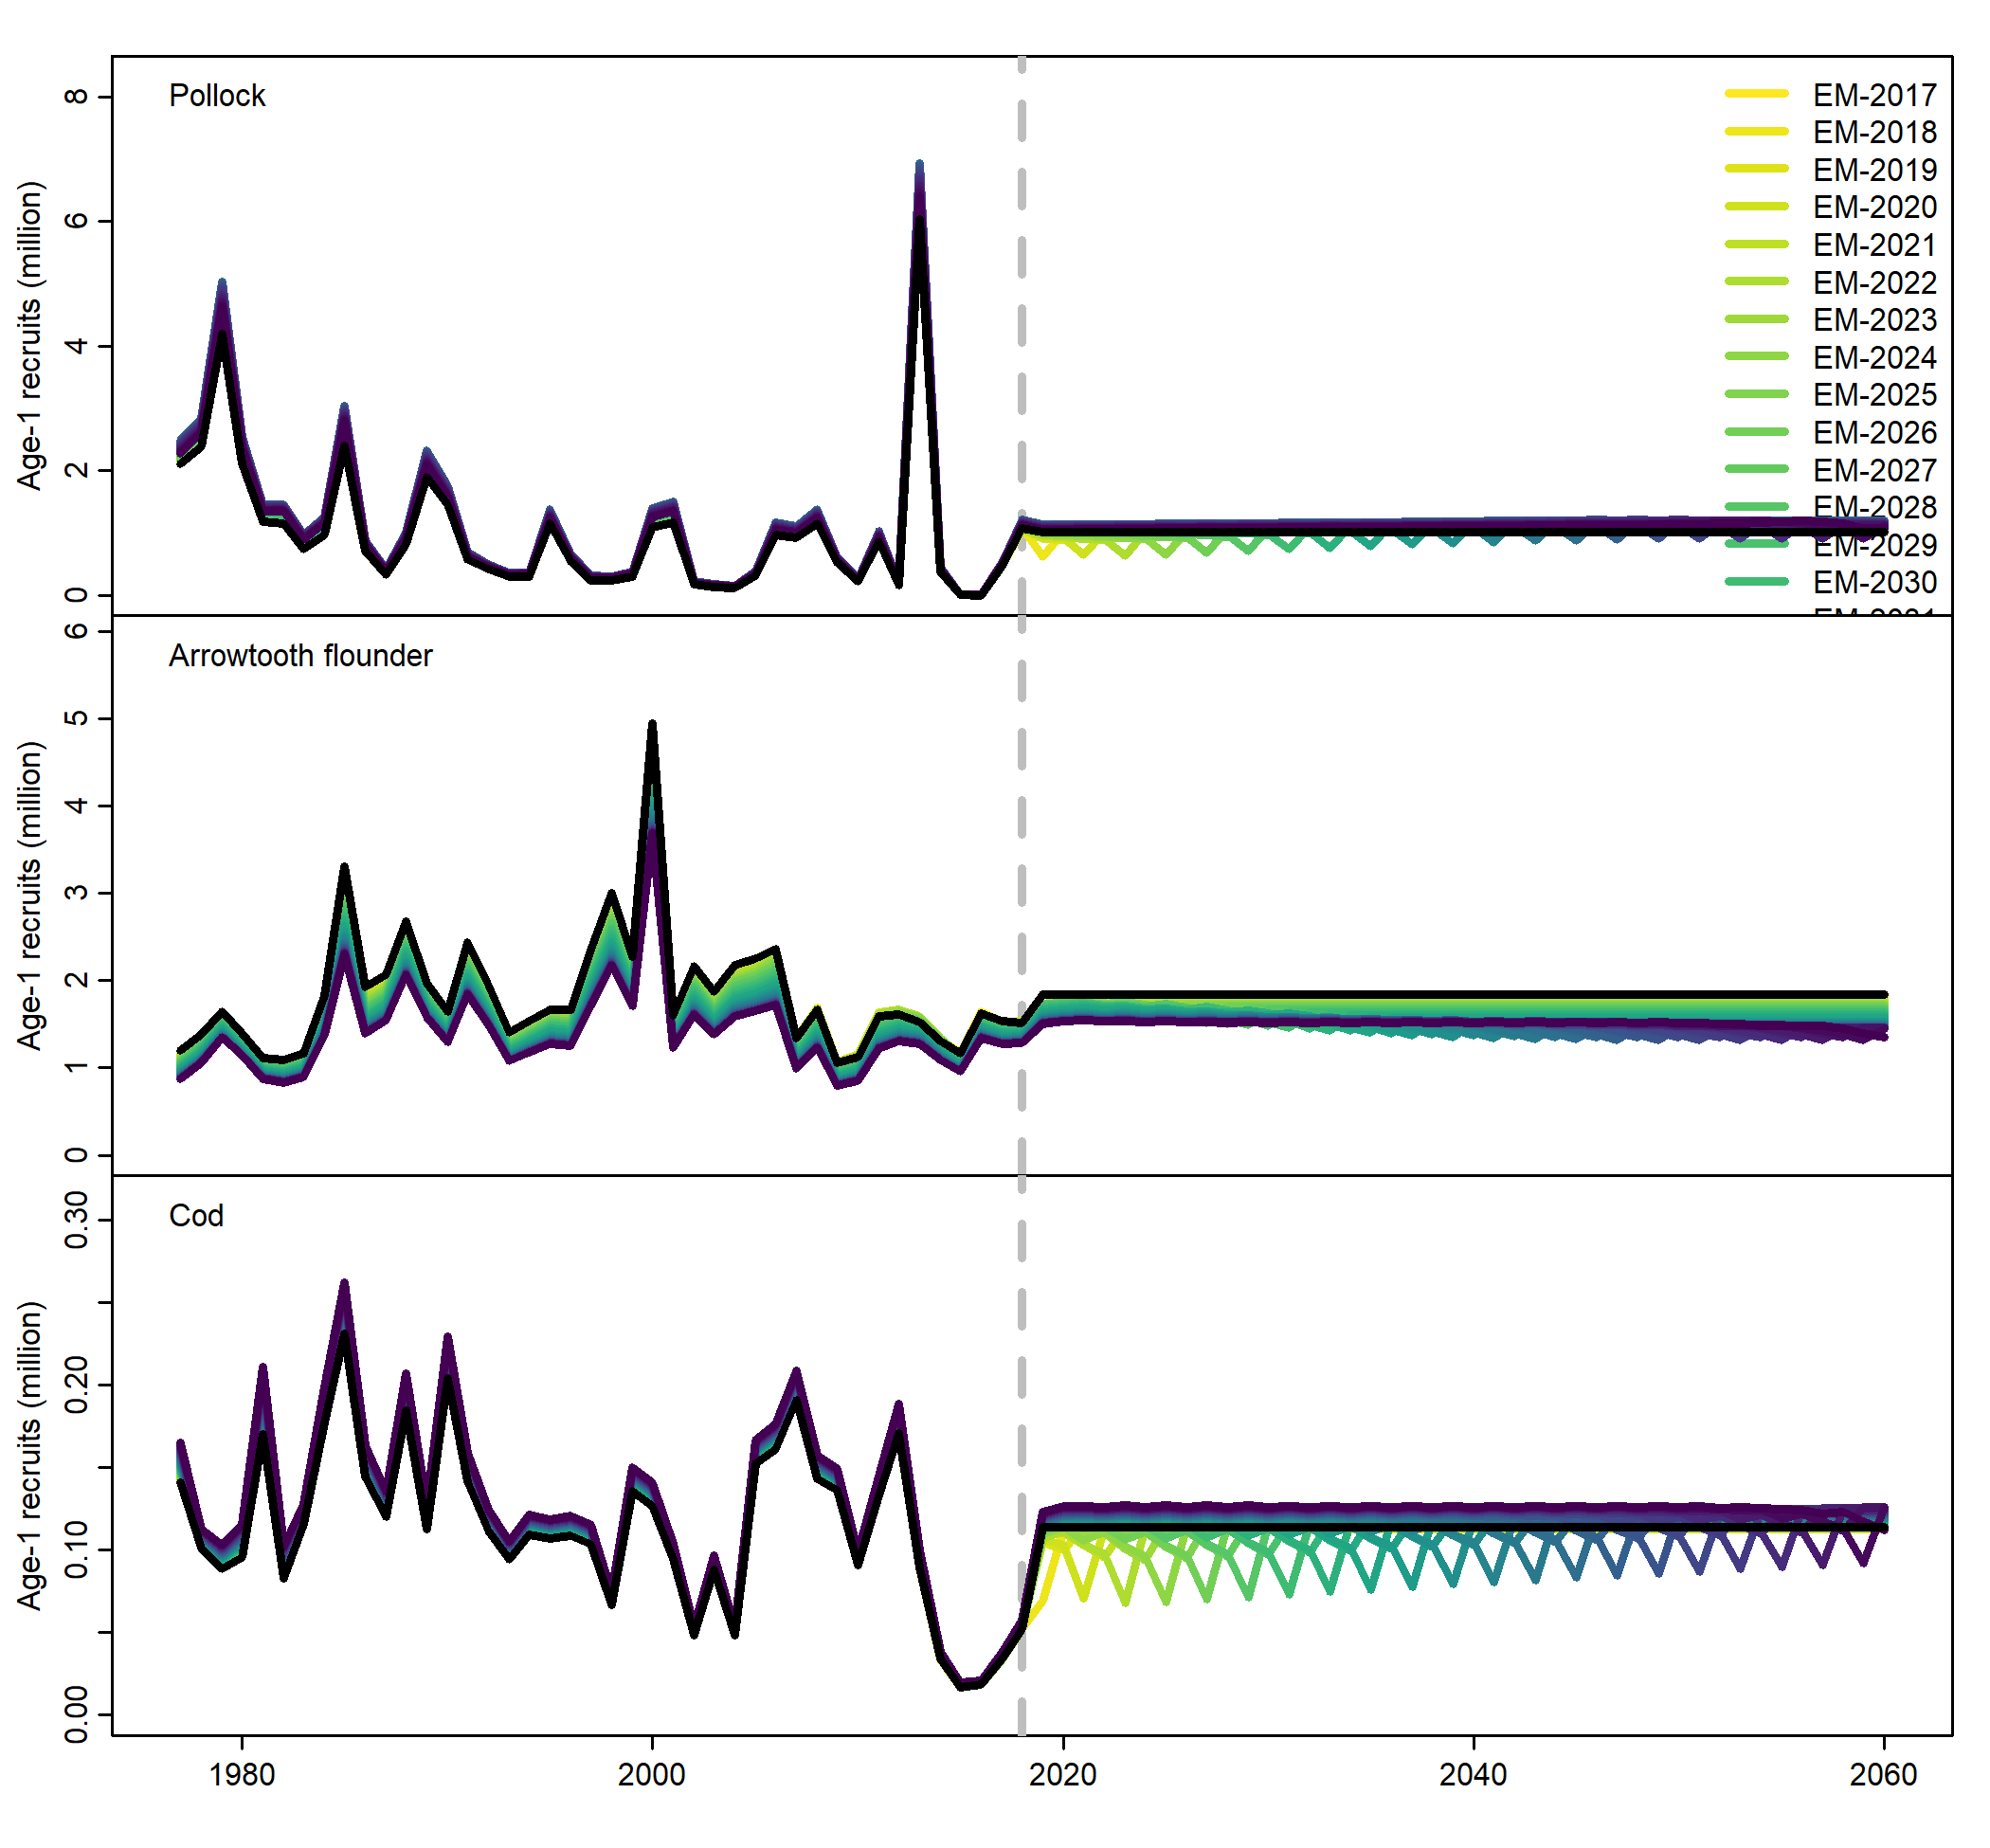 Pollock
8
6
4
2
0
Age-1 recruits (million)
EM-2017
EM-2018
EM-2019
EM-2020
EM-2021
EM-2022
EM-2023
EM-2024
EM-2025
EM-2026
EM-2027
EM-2028
EM-2029
EM-2030
Arrowtooth flounder
6
5
4
3
2
1
0
Age-1 recruits (million)
Cod
0.30
0.20
0.10
0.00
Age-1 recruits (million)
1980
2000
2020
2040
2060